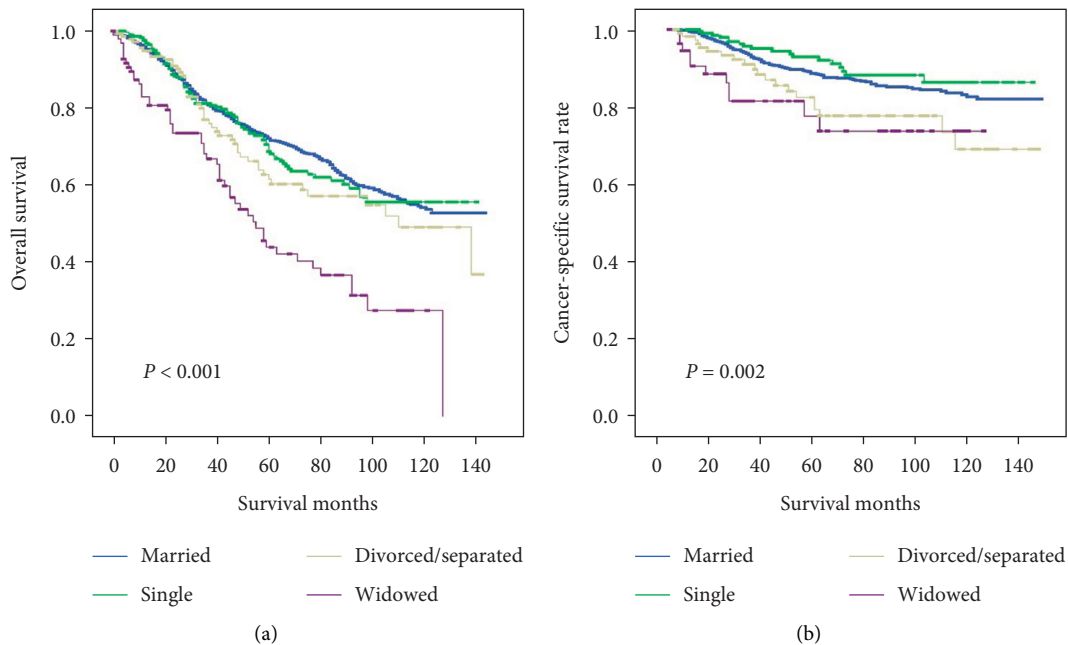 1.0
0.8
0.6
0.4
0.2
0.0
Overall survival
P < 0.001
0 20 40 60 80 100 120 140
Survival months
Married
Divorced/separated
Single
Widowed
(a)
1.0
0.8
0.6
0.4
0.2
0.0
Cancer-specific survival rate
P = 0.002
0 20 40 60 80 100 120 140
Survival months
Married
Divorced/separated
Single
Widowed
(b)